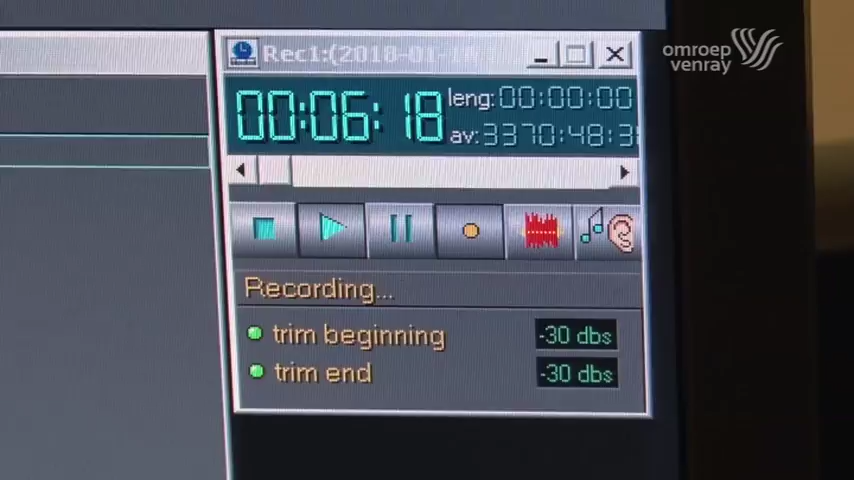 Rec1:(2018-01-18
omroep
venray
00:06:18
leng:00:00:00
av:3370:48:3
Recording...
trim beginning
-30 dbs
trim end
-30 dbs